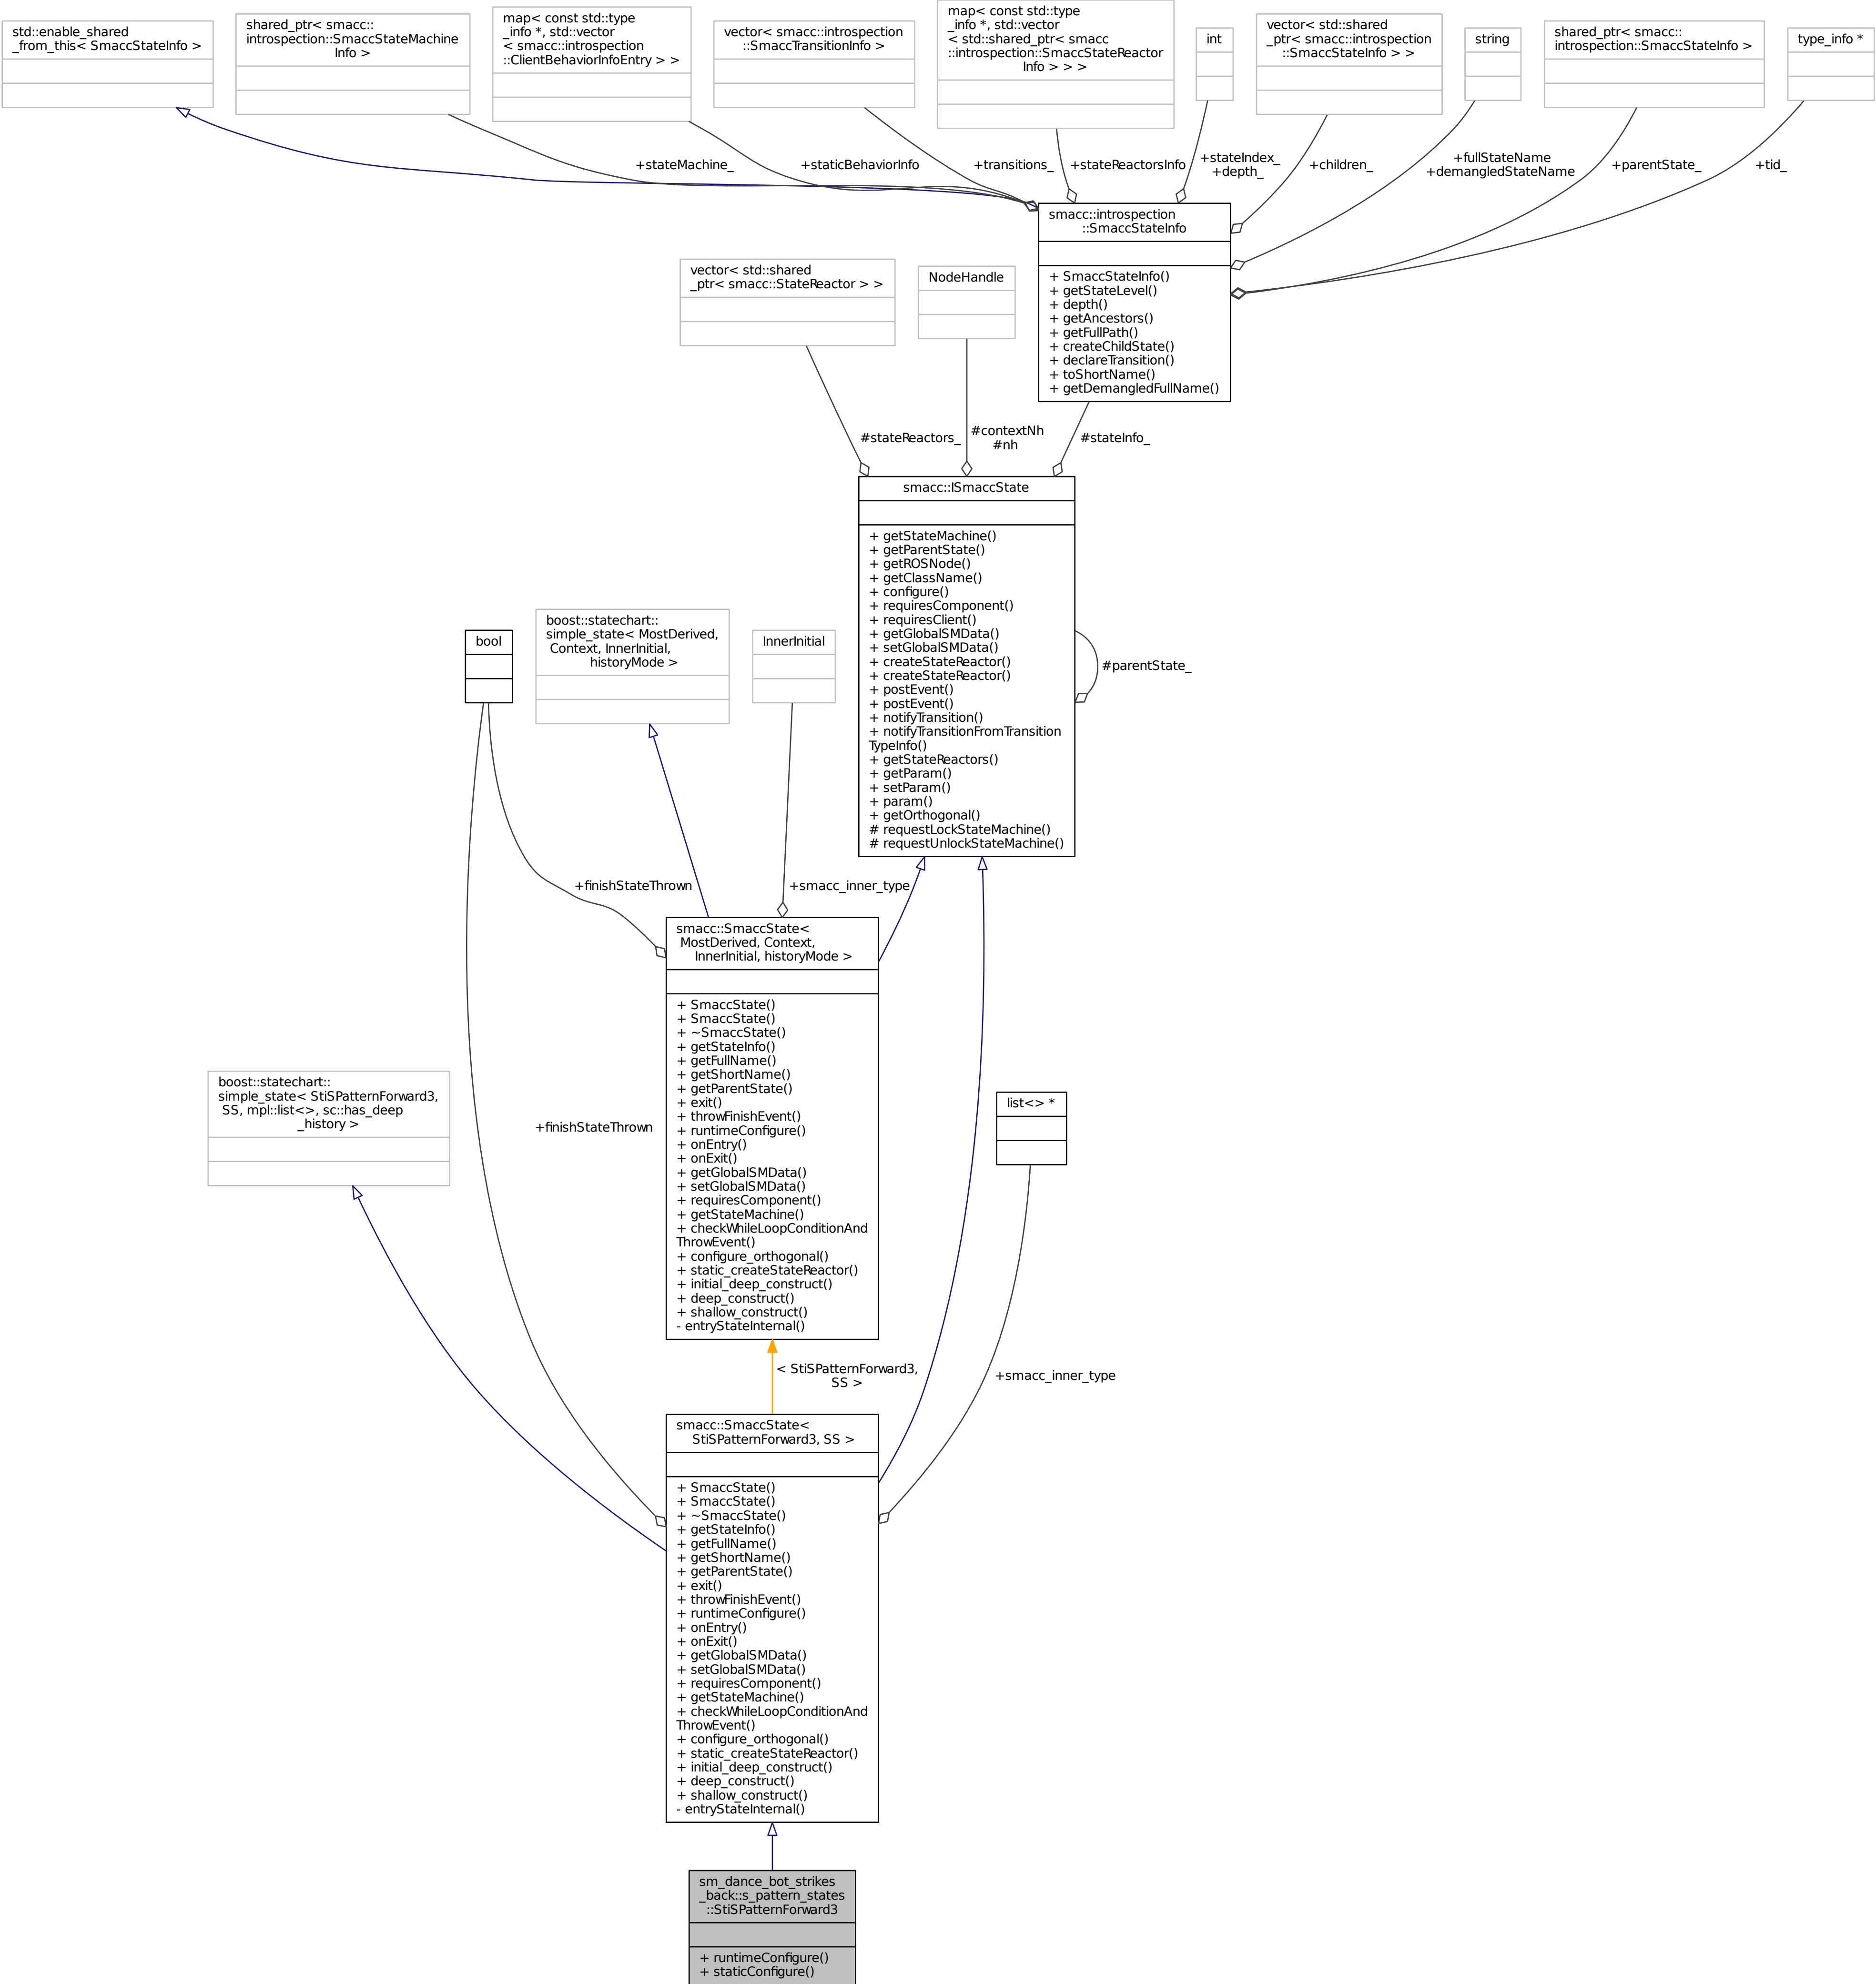 std::enable_shared
_from_this< SmaccStateInfo >
shared_ptr< smacc::
introspection::SmaccStateMachine
Info >
map< const std::type
_info *, std::vector
< smacc::introspection
::ClientBehaviorInfoEntry > >
vector< smacc::introspection
::SmaccTransitionInfo >
map< const std::type
_info *, std::vector
< std::shared_ptr< smacc
::introspection::SmaccStateReactor
Info > > >
int
vector< std::shared
_ptr< smacc::introspection
::SmaccStateInfo > >
string
shared_ptr< smacc::
introspection::SmaccStateInfo >
type_info *
+stateMachine_
+staticBehaviorInfo
+transitions_
+stateReactorsInfo
+stateIndex_
+depth_
+children_
+fullStateName
+demangledStateName
+parentState_
+tid_
smacc::introspection
::SmaccStateInfo
+ SmaccStateInfo()
+ getStateLevel()
+ depth()
+ getAncestors()
+ getFullPath()
+ createChildState()
+ declareTransition()
+ toShortName()
+ getDemangledFullName()
vector< std::shared
_ptr< smacc::StateReactor > >
NodeHandle
#stateReactors_
#contextNh
#nh
#stateInfo_
smacc::ISmaccState
+ getStateMachine()
+ getParentState()
+ getROSNode()
+ getClassName()
+ configure()
+ requiresComponent()
+ requiresClient()
+ getGlobalSMData()
+ setGlobalSMData()
+ createStateReactor()
+ createStateReactor()
+ postEvent()
+ postEvent()
+ notifyTransition()
+ notifyTransitionFromTransition
TypeInfo()
+ getStateReactors()
+ getParam()
+ setParam()
+ param()
+ getOrthogonal()
# requestLockStateMachine()
# requestUnlockStateMachine()
#parentState_
bool
boost::statechart::
simple_state< MostDerived,
Context, InnerInitial,
historyMode >
InnerInitial
+finishStateThrown
+smacc_inner_type
smacc::SmaccState<
MostDerived, Context,
InnerInitial, historyMode >
+ SmaccState()
+ SmaccState()
+ ~SmaccState()
+ getStateInfo()
+ getFullName()
+ getShortName()
+ getParentState()
+ exit()
+ throwFinishEvent()
+ runtimeConfigure()
+ onEntry()
+ onExit()
+ getGlobalSMData()
+ setGlobalSMData()
+ requiresComponent()
+ getStateMachine()
+ checkWhileLoopConditionAnd
ThrowEvent()
+ configure_orthogonal()
+ static_createStateReactor()
+ initial_deep_construct()
+ deep_construct()
+ shallow_construct()
- entryStateInternal()
boost::statechart::
simple_state< StiSPatternForward3,
SS, mpl::list<>, sc::has_deep
_history >
+finishStateThrown
list<> *
< StiSPatternForward3,
SS >
+smacc_inner_type
smacc::SmaccState<
StiSPatternForward3, SS >
+ SmaccState()
+ SmaccState()
+ ~SmaccState()
+ getStateInfo()
+ getFullName()
+ getShortName()
+ getParentState()
+ exit()
+ throwFinishEvent()
+ runtimeConfigure()
+ onEntry()
+ onExit()
+ getGlobalSMData()
+ setGlobalSMData()
+ requiresComponent()
+ getStateMachine()
+ checkWhileLoopConditionAnd
ThrowEvent()
+ configure_orthogonal()
+ static_createStateReactor()
+ initial_deep_construct()
+ deep_construct()
+ shallow_construct()
- entryStateInternal()
sm_dance_bot_strikes
_back::s_pattern_states
::StiSPatternForward3
+ runtimeConfigure()
+ staticConfigure()